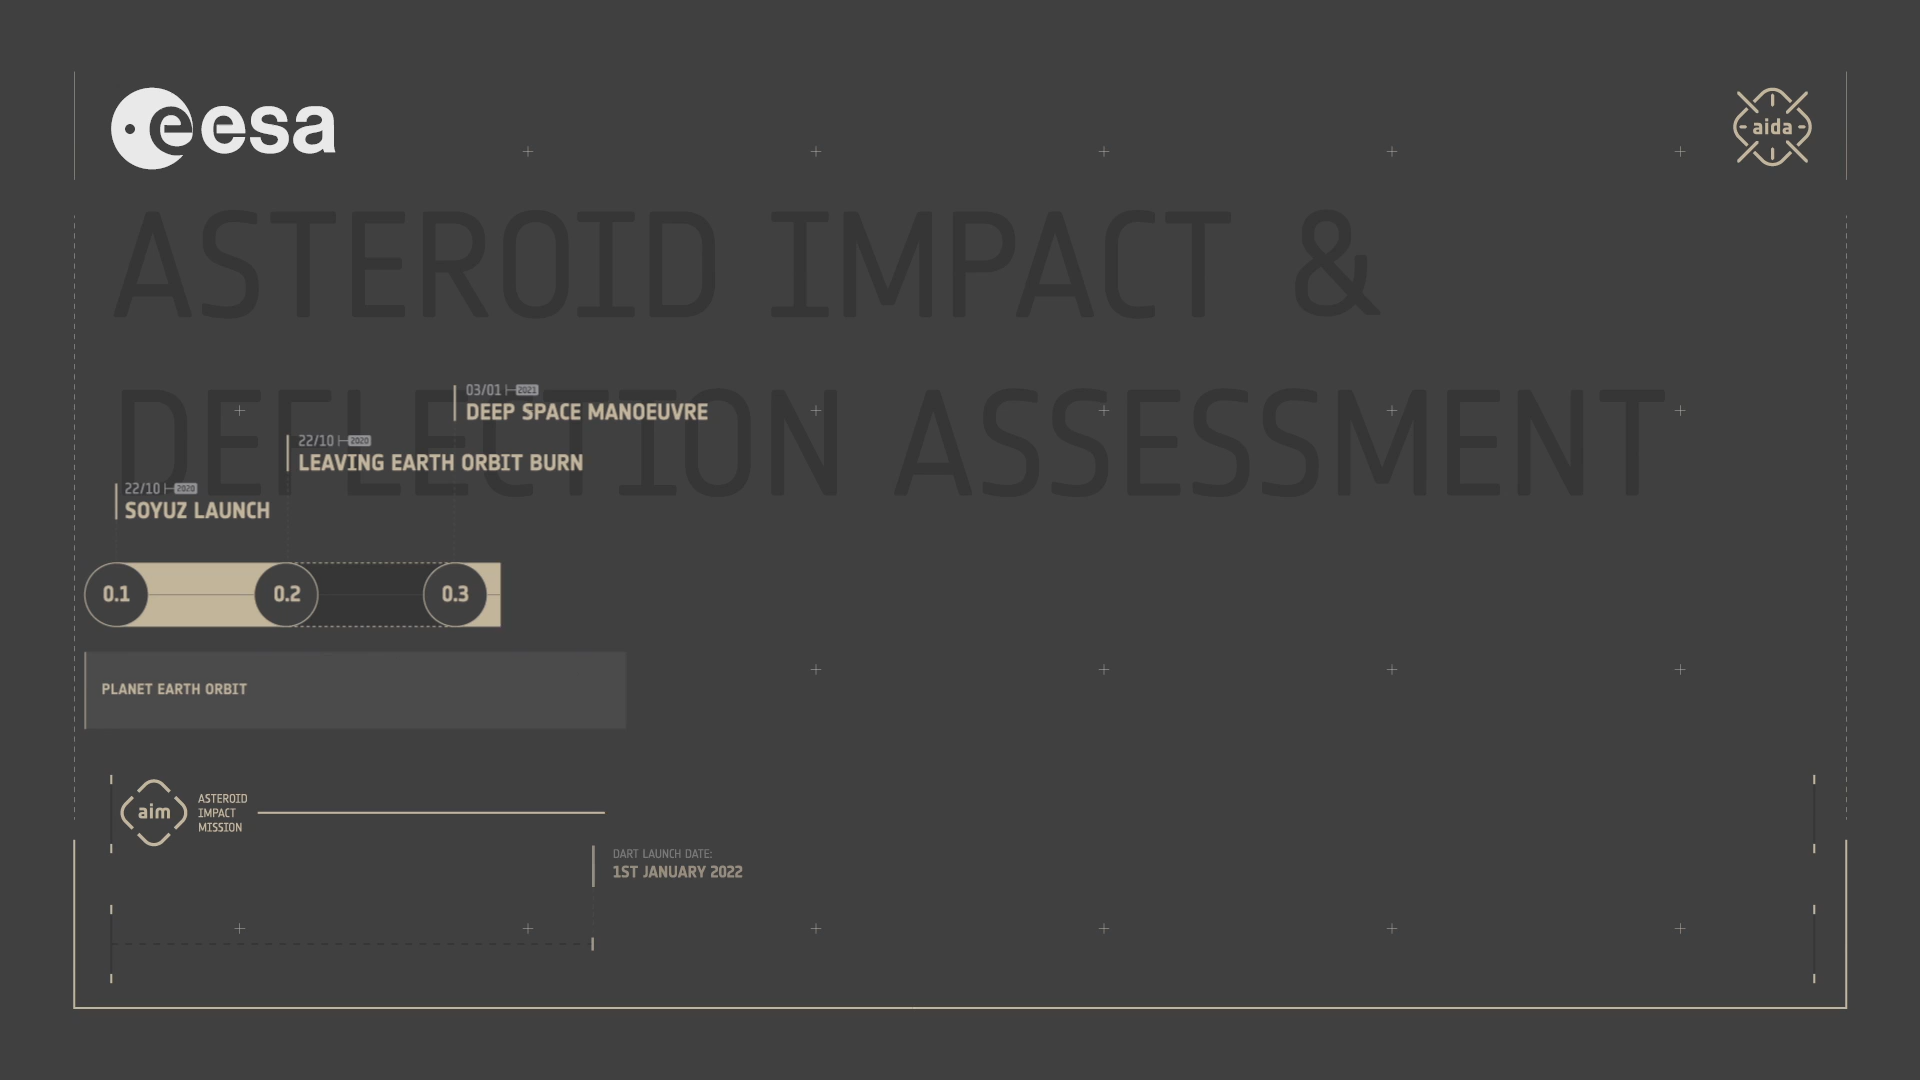 esa
aida
ASTEROID IMPACT &
DEFLECTION ASSESSMENT
03/01 2021
DEEP SPACE MANOEUVRE
22/10 2020
LEAVING EARTH ORBIT BURN
22/10 2020
SOYUZ LAUNCH
0.1
0.2
0.3
PLANET EARTH ORBIT
aim
ASTEROID
IMPACT
MISSION
DART LAUNCH DATE:
1ST JANUARY 2022